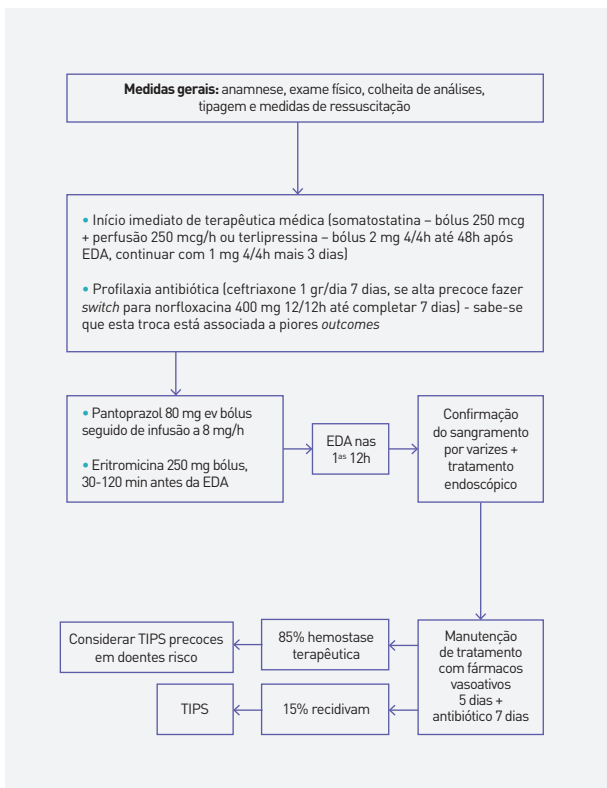 Medidas gerais: anamnese, exame físico, colheita de análises,
tipagem e medidas de ressuscitação
• Início imediato de terapêutica médica (somatostatina – bólus 250 mcg
+ perfusão 250 mcg/h ou terlipressina – bólus 2 mg 4/4h até 48h após
EDA, continuar com 1 mg 4/4h mais 3 dias)
• Profilaxia antibiótica (ceftriaxone 1 gr/dia 7 dias, se alta precoce fazer
switch para norfloxacina 400 mg 12/12h até completar 7 dias) - sabe-se
que esta troca está associada a piores outcomes
• Pantoprazol 80 mg ev bólus
seguido de infusão a 8 mg/h
• Eritromicina 250 mg bólus,
30-120 min antes da EDA
EDA nas
1as 12h
Confirmação
do sangramento
por varizes +
tratamento
endoscópico
Manutenção
de tratamento
com fármacos
vasoativos
5 dias +
antibiótico 7 dias
85% hemostase
terapêutica
Considerar TIPS precoces
em doentes risco
15% recidivam
TIPS